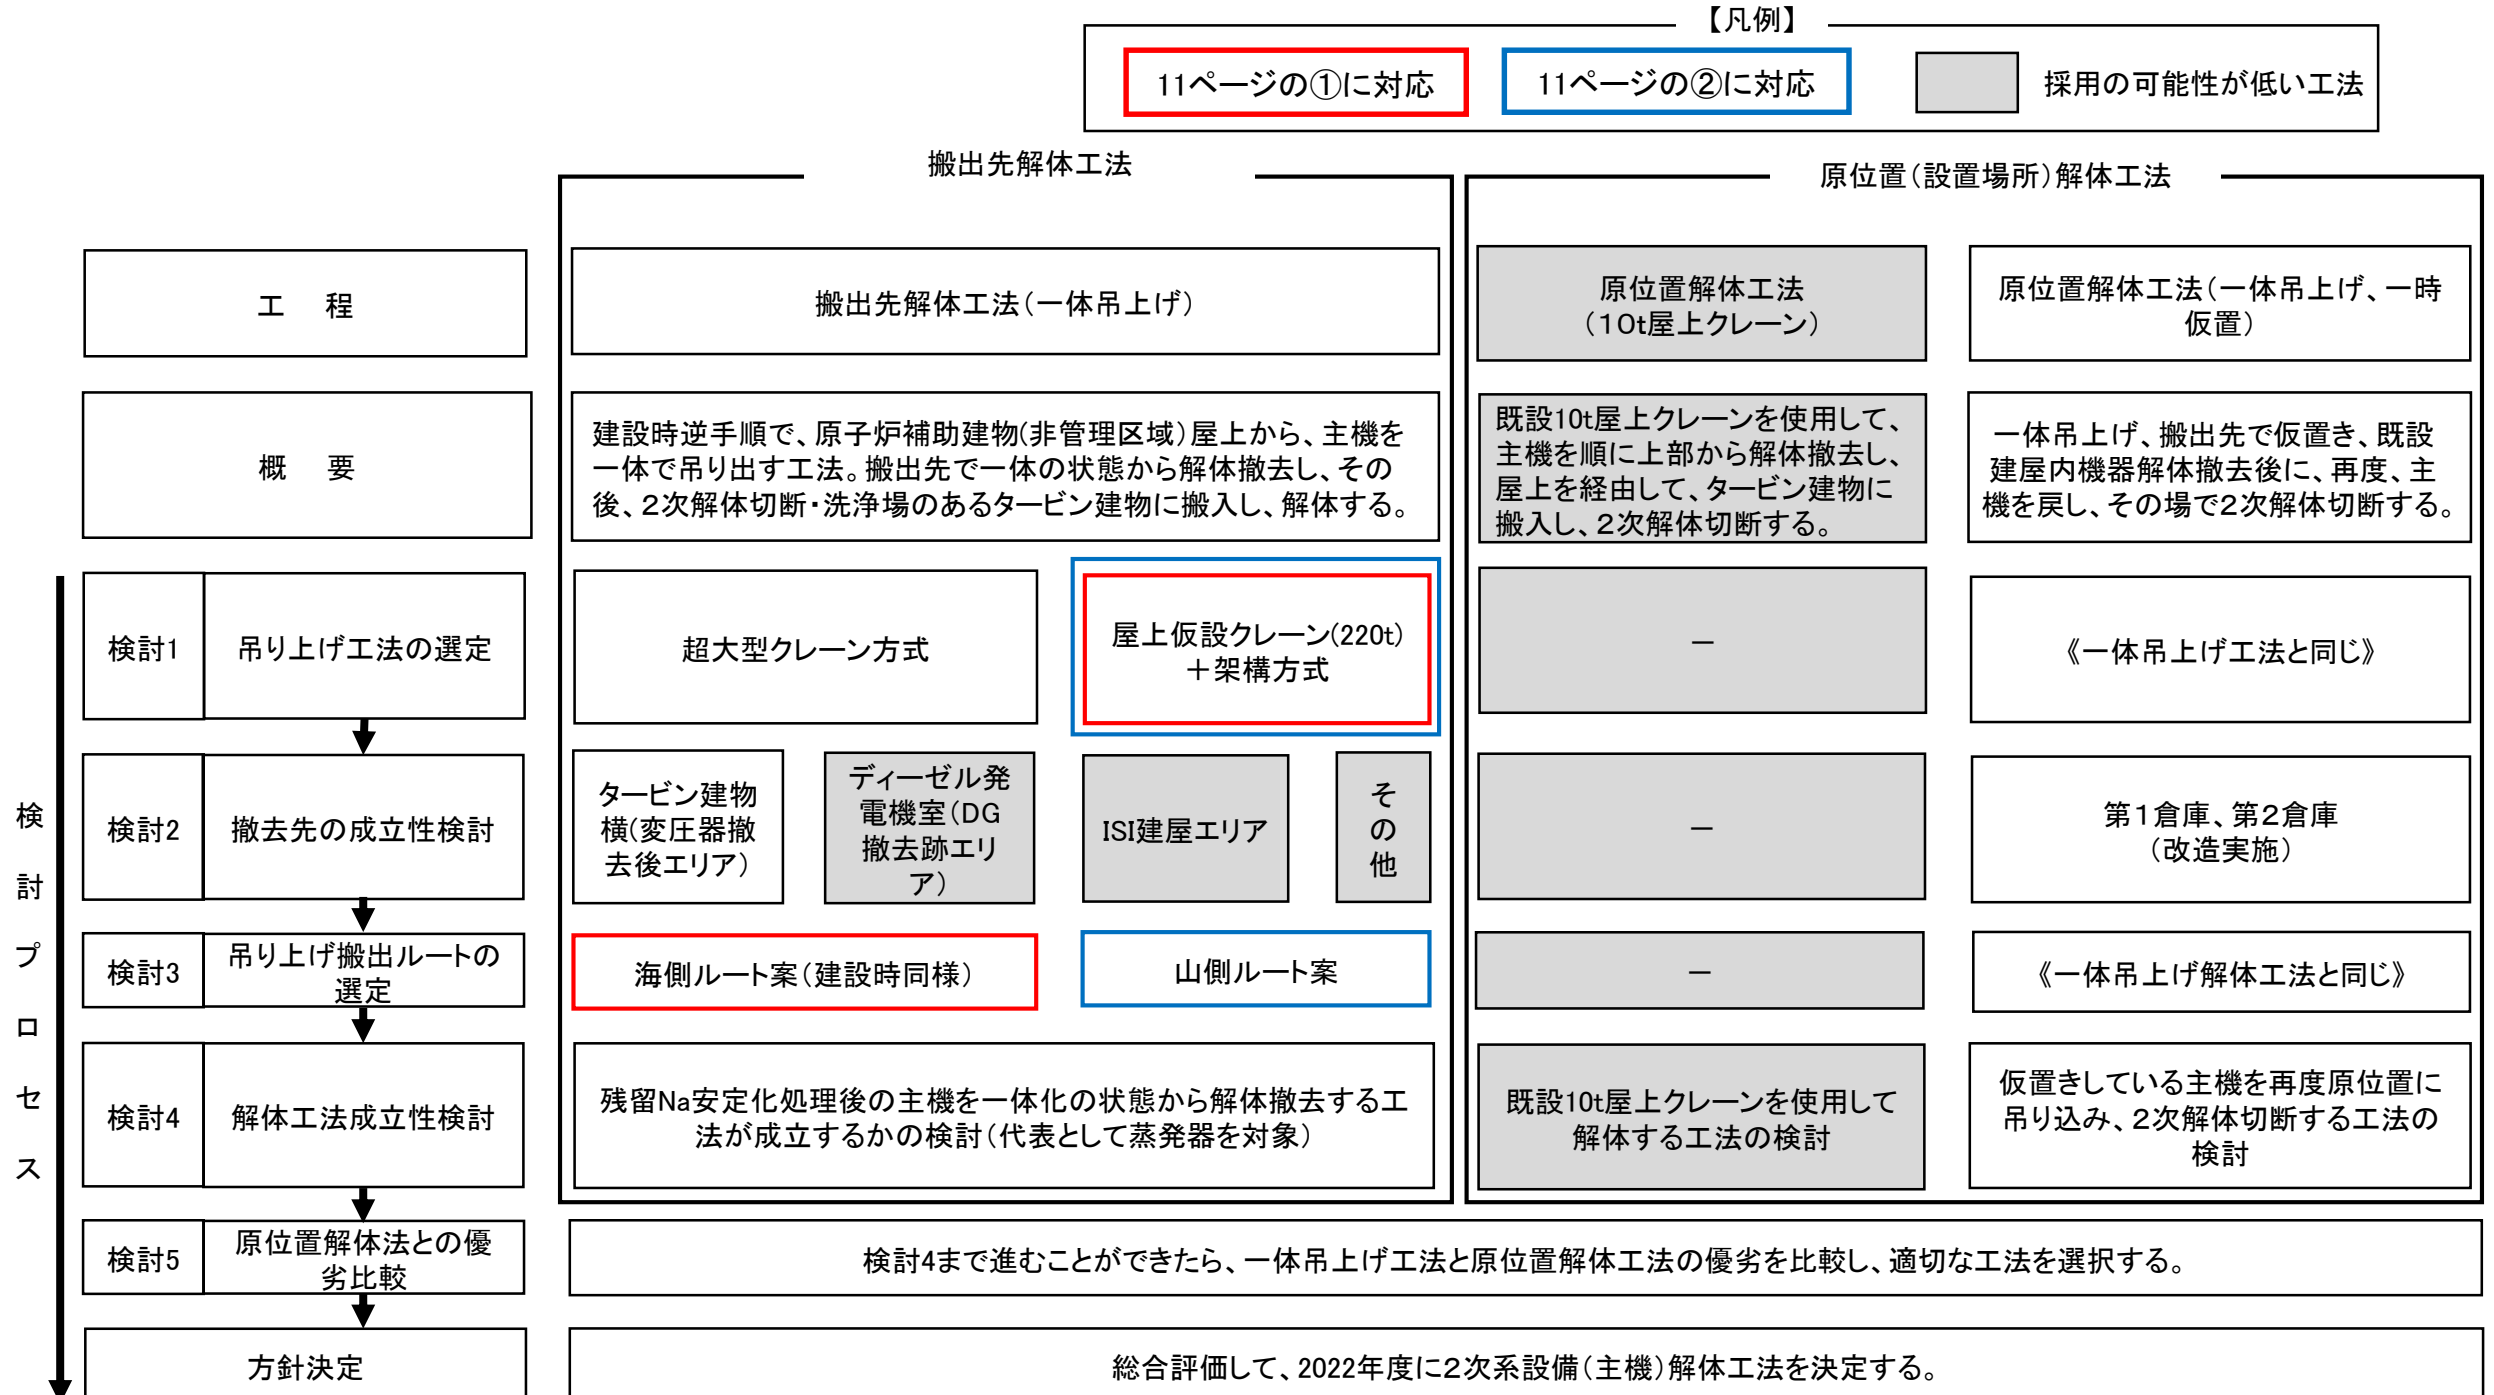 【凡例】
11ページの①に対応
11ページの②に対応
採用の可能性が低い工法
搬出先解体工法
原位置(設置場所)解体工法
工　程
搬出先解体工法(一体吊上げ)
原位置解体工法
(10t屋上クレーン)
原位置解体工法(一体吊上げ、一時
仮置)
概　要
建設時逆手順で、原子炉補助建物(非管理区域)屋上から、主機を
一体で吊り出す工法。搬出先で一体の状態から解体撤去し、その
後、2次解体切断・洗浄場のあるタービン建物に搬入し、解体する。
既設10t屋上クレーンを使用して、
主機を順に上部から解体撤去し、
屋上を経由して、タービン建物に
搬入し、2次解体切断する。
一体吊上げ、搬出先で仮置き、既設
建屋内機器解体撤去後に、再度、主
機を戻し、その場で2次解体切断する。
検討プロセス
検討1
吊り上げ工法の選定
超大型クレーン方式
屋上仮設クレーン(220t)
+架構方式
－
《一体吊上げ工法と同じ》
検討2
撤去先の成立性検討
タービン建物
横(変圧器撤
去後エリア)
ディーゼル発
電機室(DG
撤去跡エリ
ア)
ISI建屋エリア
その他
－
第1倉庫、第2倉庫
(改造実施)
検討3
吊り上げ搬出ルートの
選定
海側ルート案(建設時同様)
山側ルート案
－
《一体吊上げ解体工法と同じ》
検討4
解体工法成立性検討
残留Na安定化処理後の主機を一体化の状態から解体撤去する工
法が成立するかの検討(代表として蒸発器を対象)
既設10t屋上クレーンを使用して
解体する工法の検討
仮置きしている主機を再度原位置に
吊り込み、2次解体切断する工法の
検討
検討5
原位置解体法との優
劣比較
検討4まで進むことができたら、一体吊上げ工法と原位置解体工法の優劣を比較し、適切な工法を選択する。
方針決定
総合評価して、2022年度に2次系設備(主機)解体工法を決定する。